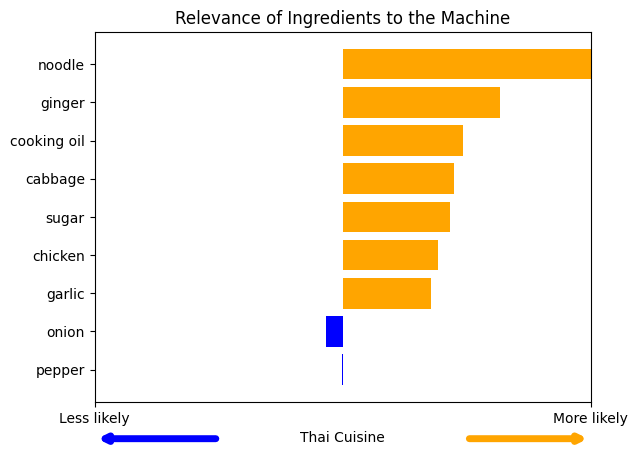 Relevance of Ingredients to the Machine
noodle
ginger
cooking oil
cabbage
sugar
chicken
garlic
onion
pepper
Less likely
More likely
Thai Cuisine